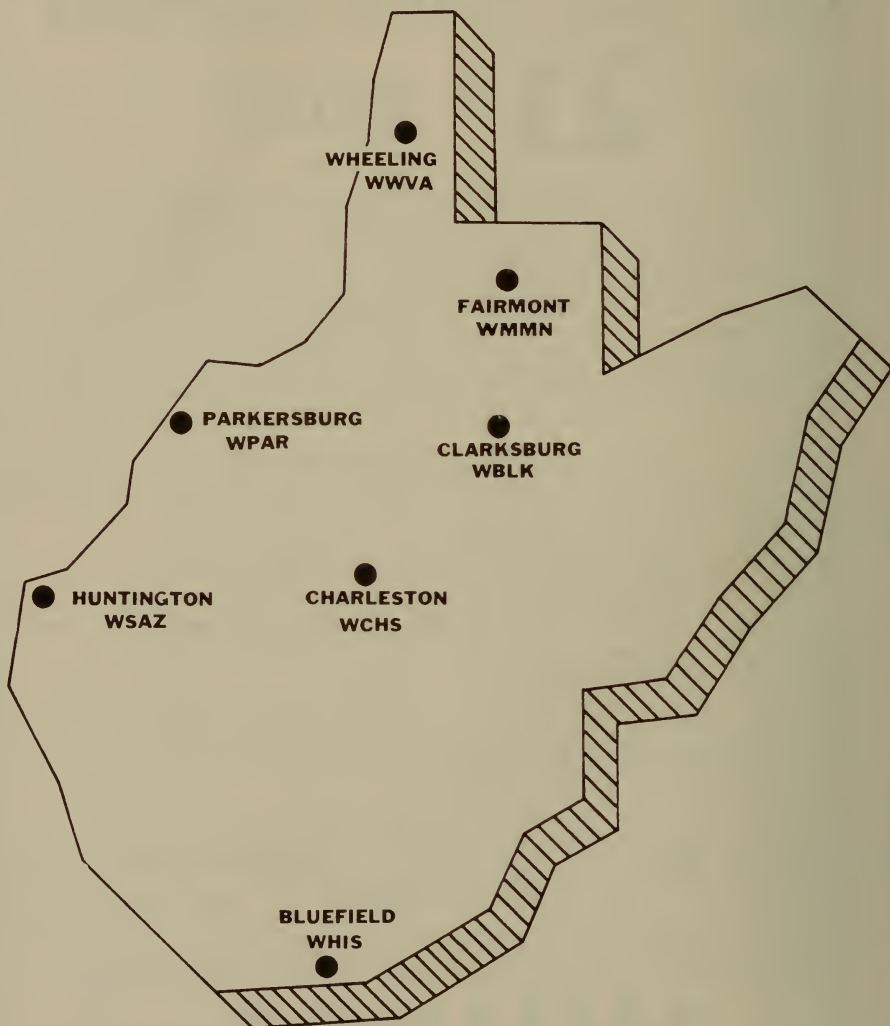 WHEELING
WWVA
FAIRMONT
WMMN
PARKERSBURG
WPAR
CLARKSBURG
WBLK
HUNTINGTON
WSAZ
CHARLESTON
WCHS
BLUEFIELD
WHIS